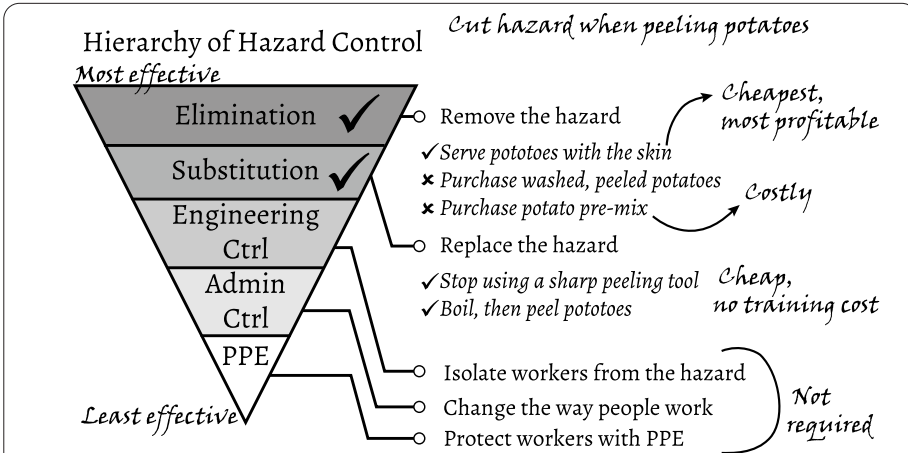 Cut hazard when peeling potatoes
Hierarchy of Hazard Control
Most effective
Elimination
Substitution
Engineering
Ctrl
Admin
Ctrl
PPE
Least effective
Remove the hazard
✓Serve pototoes with the skin
✘ Purchase washed, peeled potatoes
✘ Purchase potato pre-mix
Cheapest,
most profitable
Costly
Replace the hazard
✓Stop using a sharp peeling tool
✓Boil, then peel pototoes
Cheap,
no training cost
Isolate workers from the hazard
Change the way people work
Protect workers with PPE
Not
required